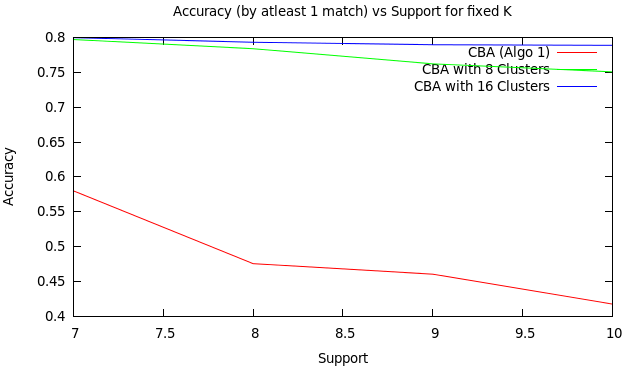 Accuracy (by atleast 1 match) vs Support for fixed K
0.8
CBA (Algo 1)
CBA with 8 Clusters
CBA with 16 Clusters
0.75
0.7
0.65
0.6
0.55
0.5
0.45
0.4
Accuracy
7
7.5
8
8.5
9
9.5
10
Support